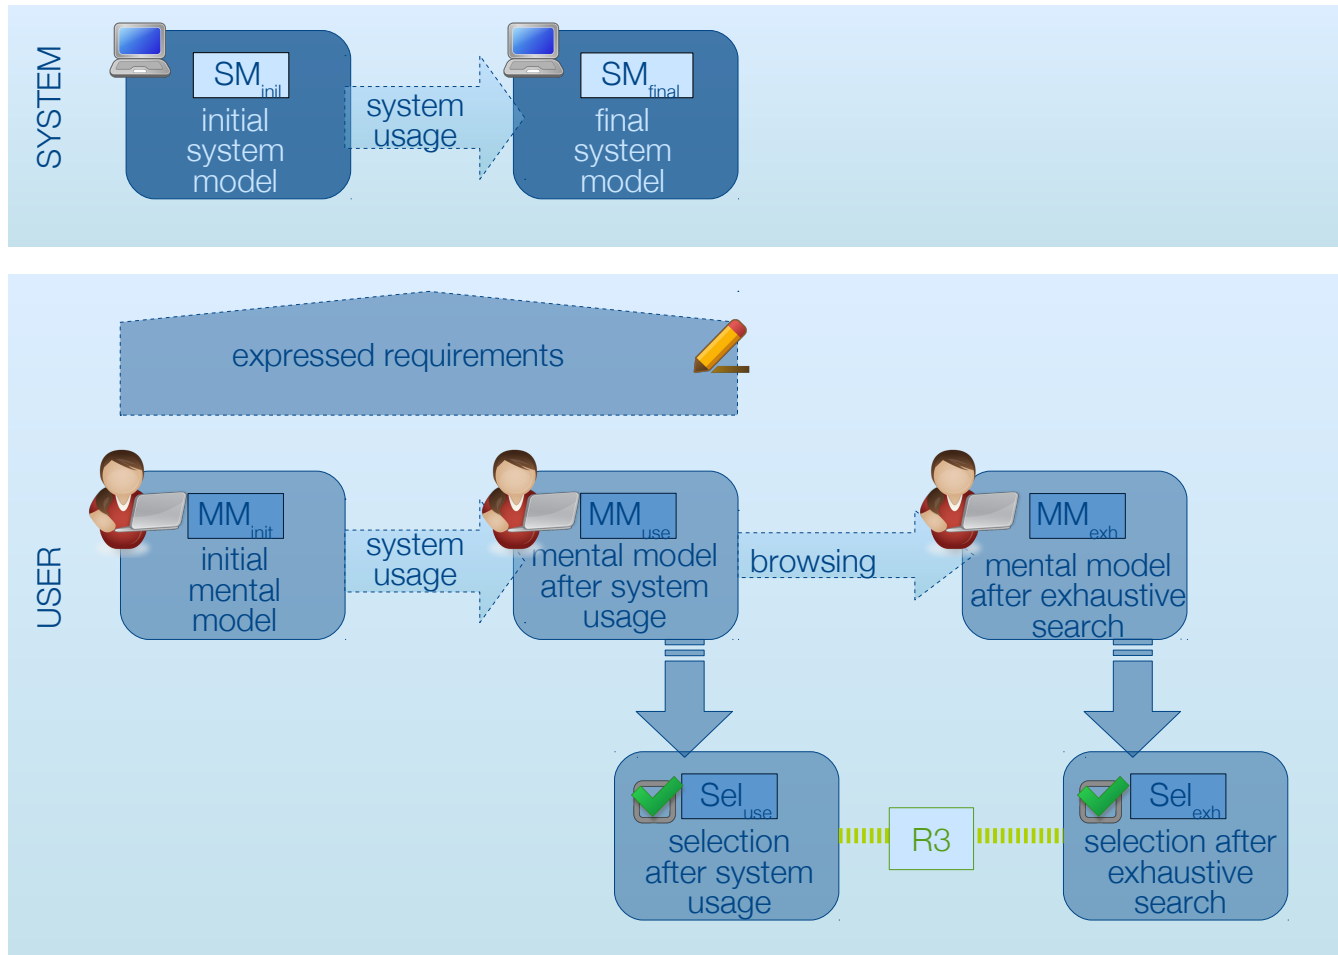 SYSTEM
SM inil
initial
system
model
system
usage
SM final
final
system
model
expressed requirements
USER
MM init
initial
mental
model
system
usage
MM use
mental model
after system
usage
browsing
MM exh
mental model
after exhaustive
search
Sel use
selection
after system
usage
R3
Sel exh
selection after
exhaustive
search